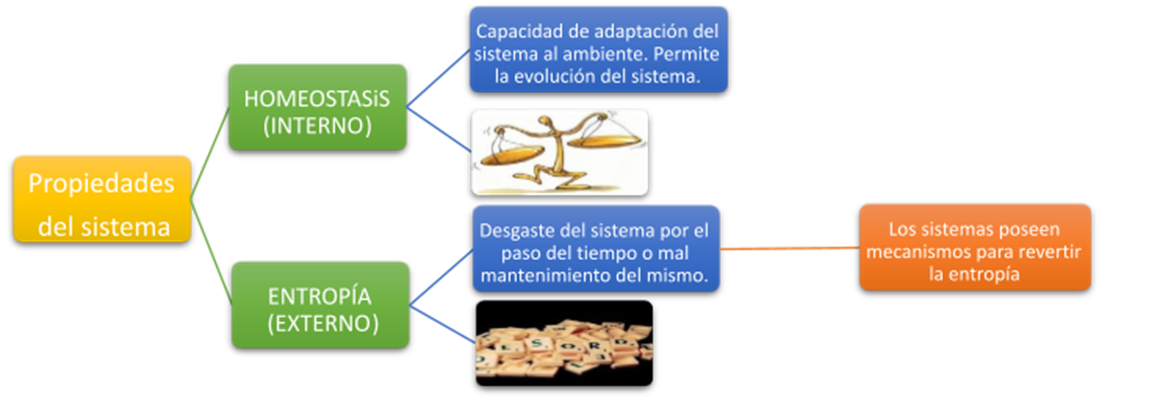 Propiedades
del sistema
HOMEOSTASiS
(INTERNO)
Capacidad de adaptación del
sistema al ambiente. Permite
la evolución del sistema.
ENTROPÍA
(EXTERNO)
Desgaste del sistema por el
paso del tiempo o mal
mantenimiento del mismo.
Los sistemas poseen
mecanismos para revertir
la entropía
E S O R D